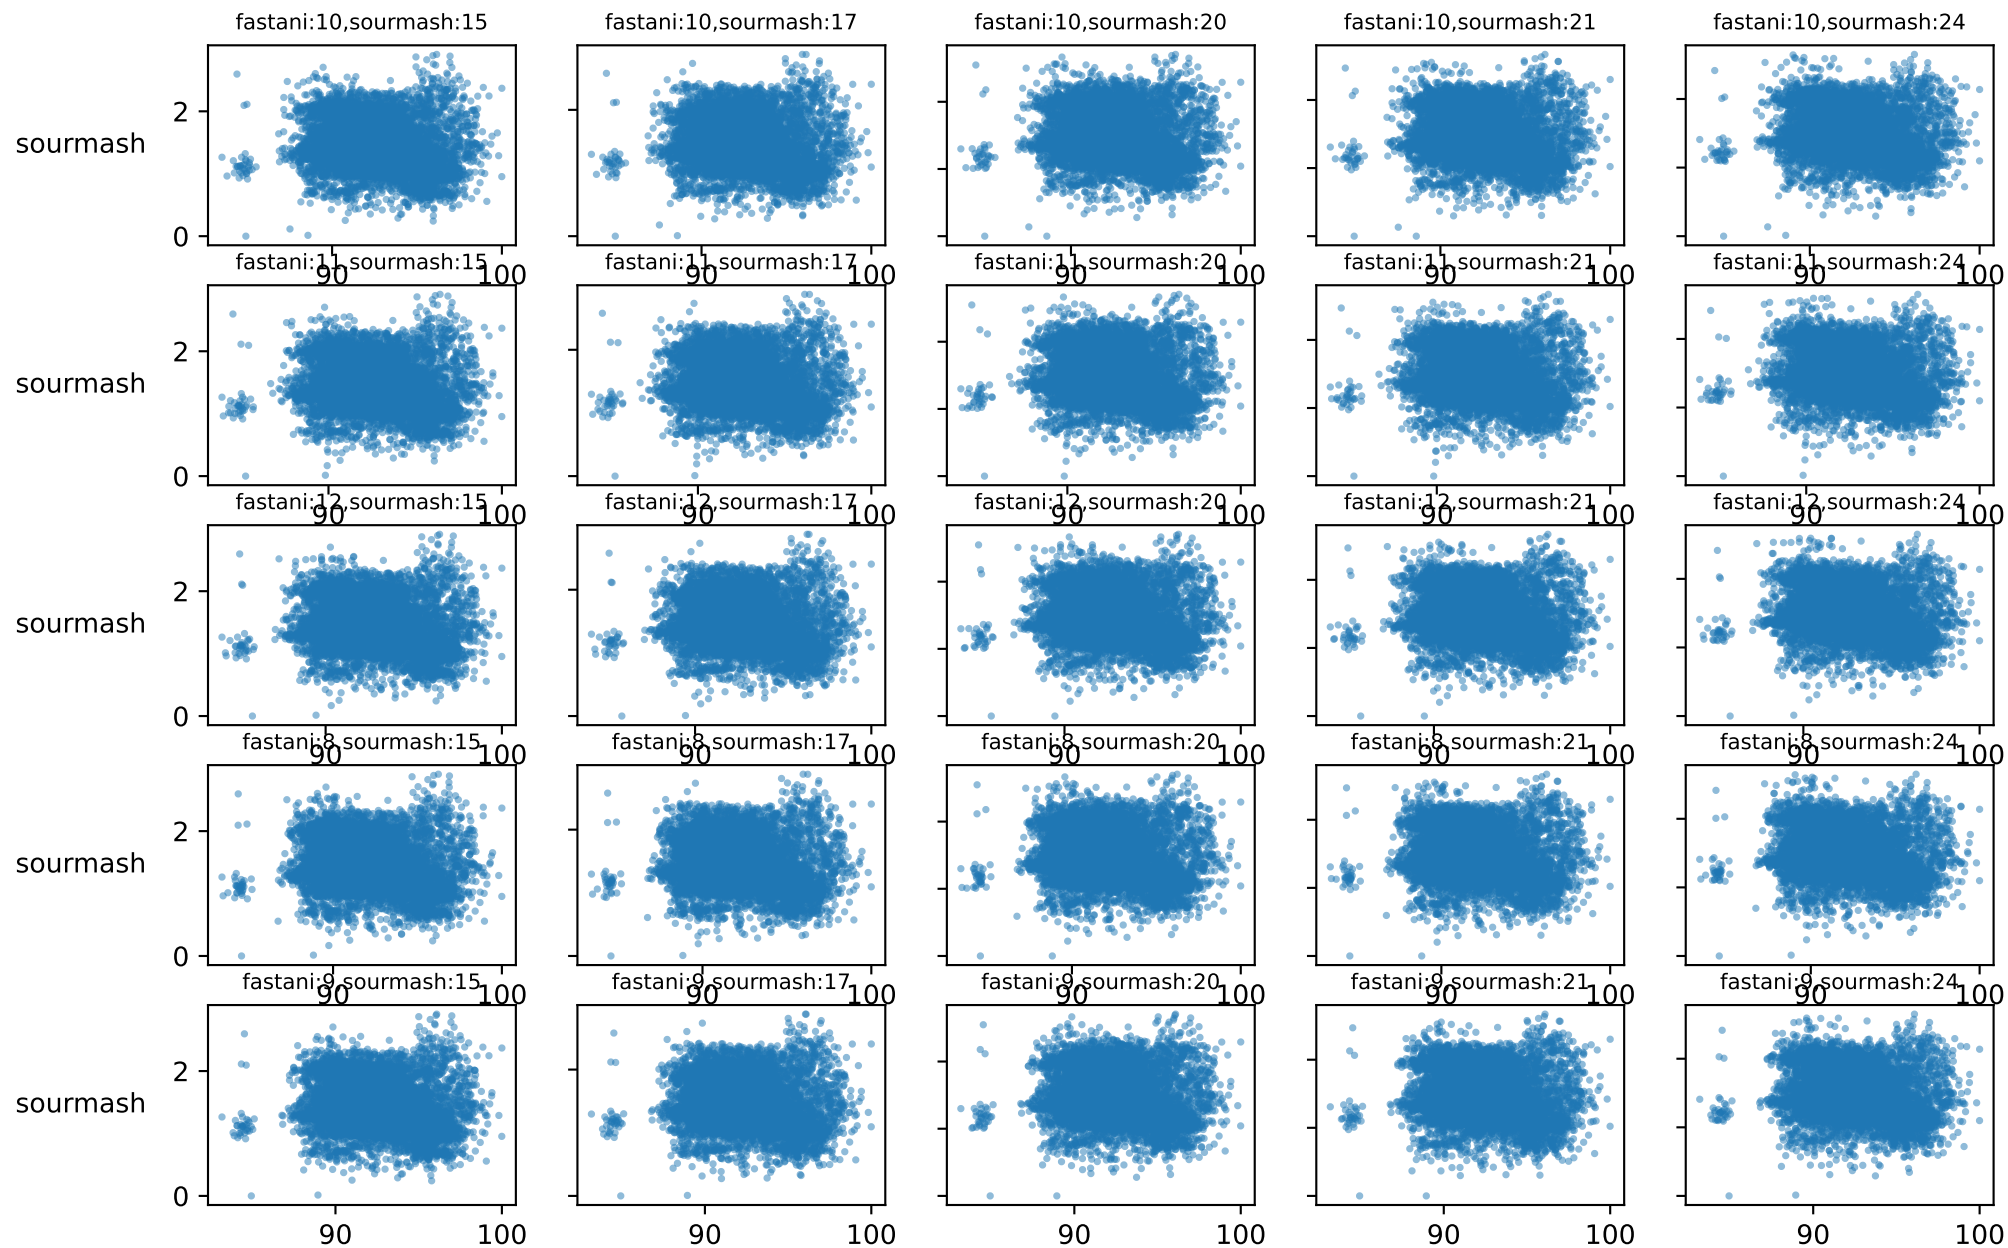 fastani:10,sourmash:15 fastani:10,sourmash:17 fastani:10,sourmash:20 fastani:10,sourmash:21 fastani:10,sourmash:24
2
sourmash
0
90 100 90 100 90 100 90 100 90 100
fastani:11,sourmash:15 fastani:11,sourmash:17 fastani:11,sourmash:20 fastani:11,sourmash:21 fastani:11,sourmash:24
2
sourmash
0
90 100 90 100 90 100 90 100 90 100
fastani:12,sourmash:15 fastani:12,sourmash:17 fastani:12,sourmash:20 fastani:12,sourmash:21 fastani:12,sourmash:24
2
sourmash
0
90 100 90 100 90 100 90 100 90 100
fastani:8,sourmash:15 fastani:8,sourmash:17 fastani:8,sourmash:20 fastani:8,sourmash:21 fastani:8,sourmash:24
2
sourmash
0
90 100 90 100 90 100 90 100 90 100
fastani:9,sourmash:15 fastani:9,sourmash:17 fastani:9,sourmash:20 fastani:9,sourmash:21 fastani:9,sourmash:24
2
sourmash
0
90 100 90 100 90 100 90 100 90 100